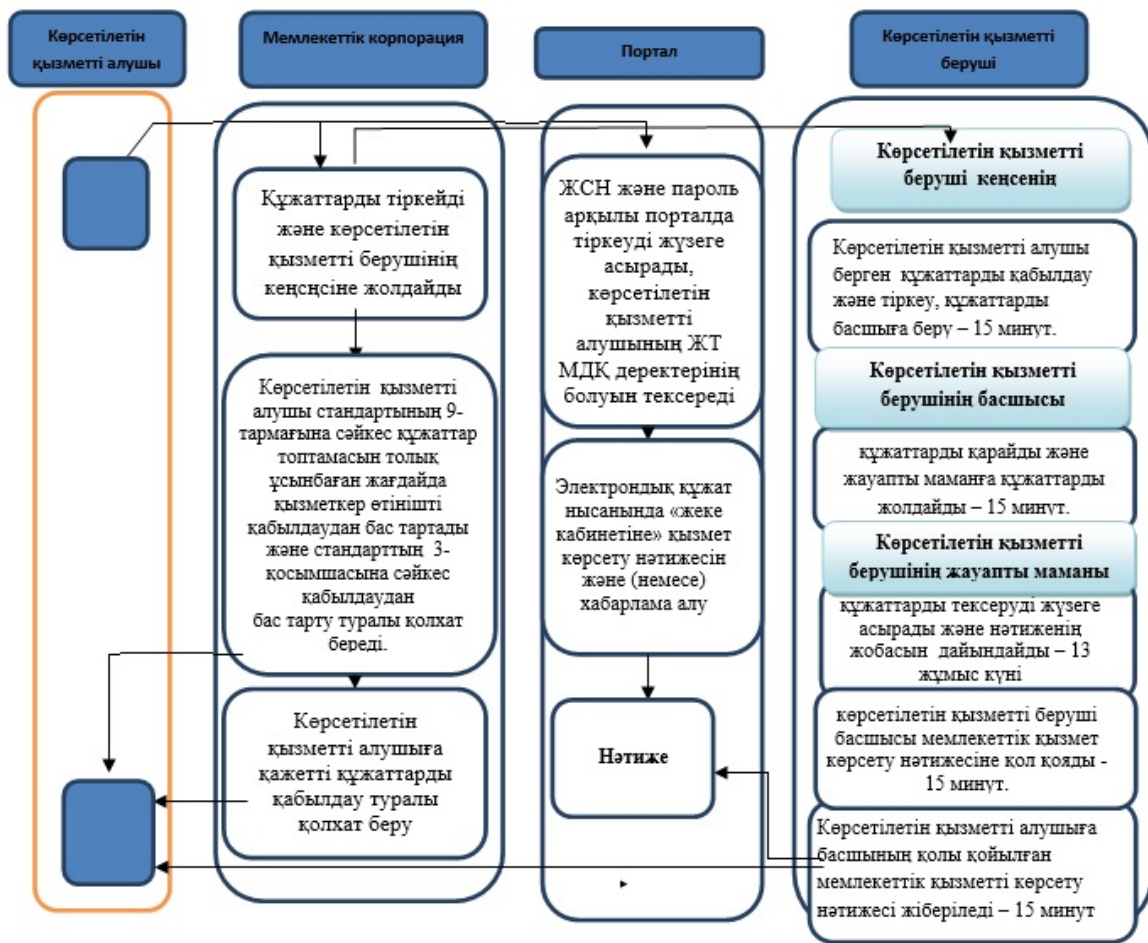 Көрсетілетін
қызметті алушы
Мемлекеттік корпорация
Портал
Көрсетілетін қызметті
беруші
Құжаттарды тіркейді
және көрсетілетін
қызметті берушінің
кеңсңсіне жолдайды
Көрсетілетін қызметті
алушы стандартының 9-
тармағына сәйкес құжаттар
топтамасын толық
ұсынбаған жағдайда
қызметкер өтінішті
қабылдаудан бас тартады
және стандарттың 3-
қосымшасына сәйкес
қабылдаудан
бас тарту туралы қолхат
береді.
Көрсетілетін
қызметті алушыға
қажетті құжаттарды
қабылдау туралы
қолхат беру
ЖСН және пароль
арқылы порталда
тіркеуді жүзеге
асырады,
көрсетілетін
қызметті
алушының ЖТ
МДҚ деректерінің
болуын тексереді
Электрондық құжат
нысанында «жеке
кабинетіне» қызмет
көрсету нәтижесін
және (немесе)
хабарлама алу
Нәтиже
Көрсетілетін қызметті
беруші кеңсенің
Көрсетілетін қызметті алушы
берген құжаттарды қабылдау
және тіркеу, құжаттарды
басшыға беру – 15 минут.
Көрсетілетін қызметті
берушінің басшысы
құжаттарды қарайды және
жауапты маманға құжаттарды
жолдайды – 15 минут.
Көрсетілетін қызметті
берушінің жауапты маманы
құжаттарды тексеруді жүзеге
асырады және нәтиженің
жобасын дайындайды – 13
жұмыс күні
көрсетілетін қызметті беруші
басшысы мемлекеттік қызмет
көрсету нәтижесіне қол қояды -
15 минут.
Көрсетілетін қызметті алушыға
басшының қолы қойылған
мемлекеттік қызметті көрсету
нәтижесі жіберіледі – 15 минут